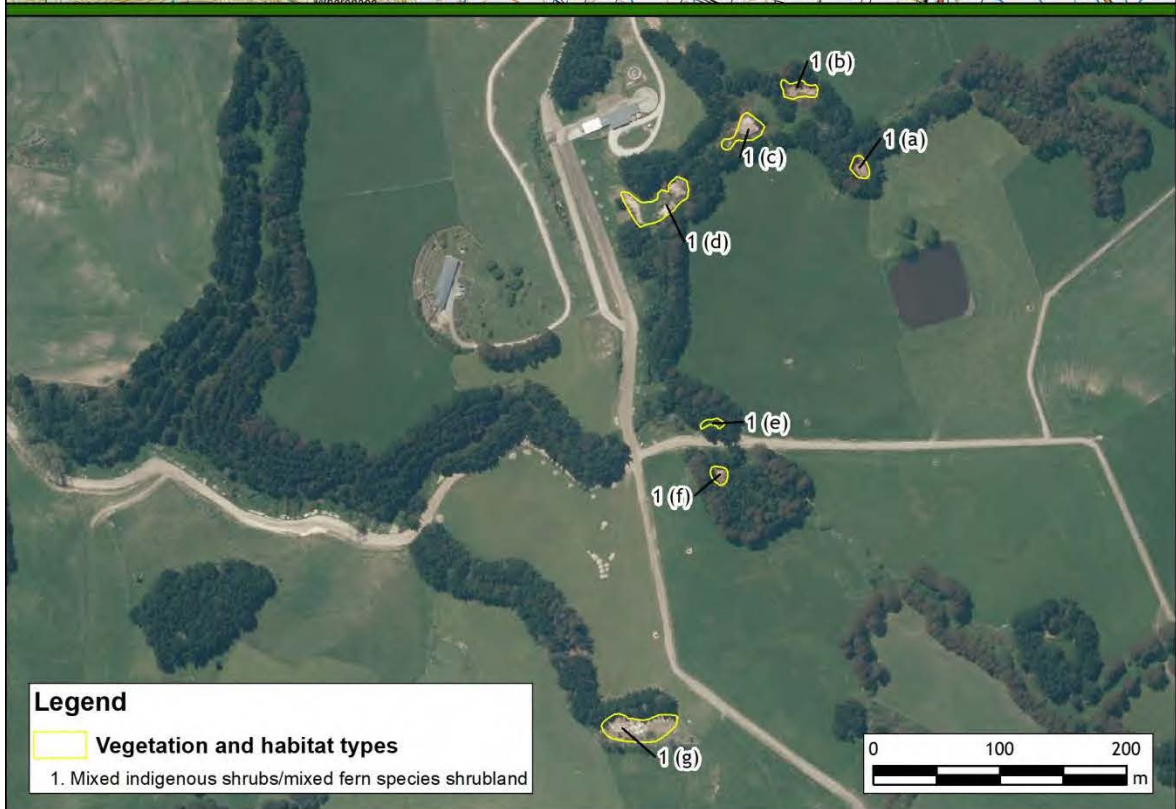 1 (b)
1 (a)
1 (c)
1 (d)
1 (e)
1 (f)
1 (g)
Legend
Vegetation and habitat types
1. Mixed indigenous shrubs/mixed fern species shrubland
0 100 200
m